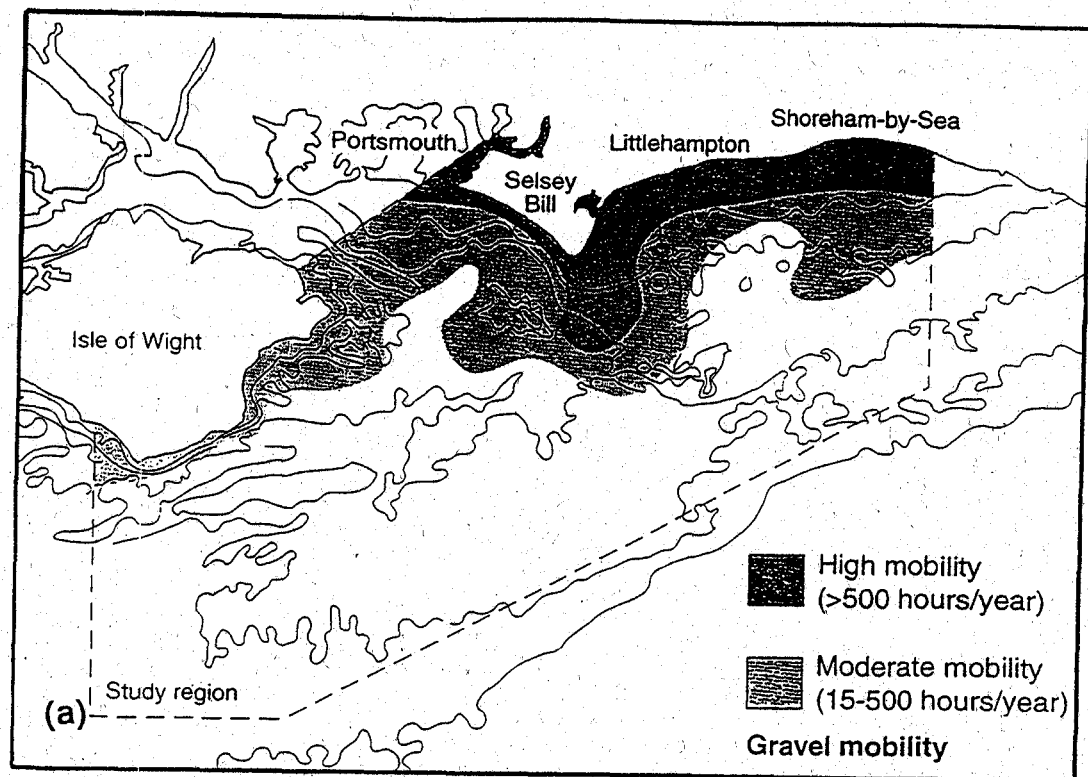 Shoreham-by-Sea
Portsmouth
Littlehampton
Selsey
Bill
Isle of Wight
High mobility
(>500 hours/year)
Study region
Moderate mobility
(15-500 hours/year)
(a)
Gravel mobility